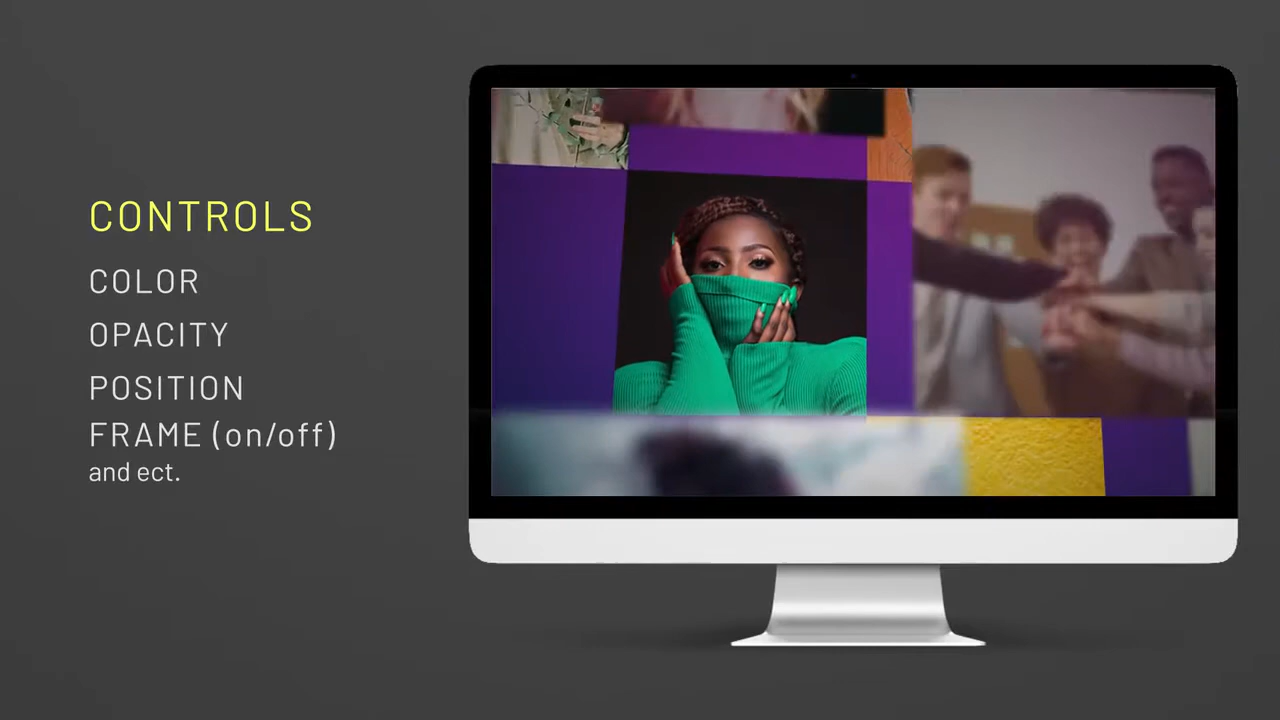 CONTROLS
COLOR
OPACITY
POSITION
FRAME (on/off)
and ect.